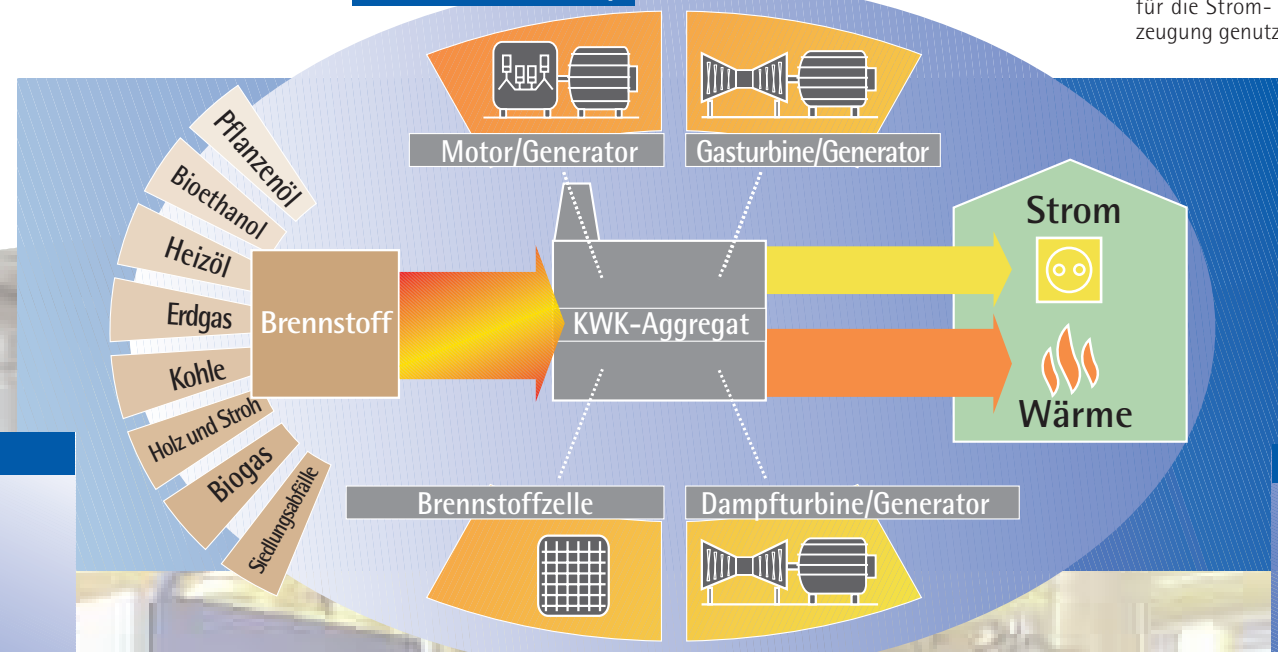 für die Strom-
zeugung genutz
Motor/Generator
Gasturbine/Generator
Pflanzenöl
Bioethanol
Heizöl
Erdgas
Kohle
Holz und Stroh
Biogas
Siedlungsabfälle
Brennstoff
KWK-Aggregat
Strom
Wärme
Brennstoffzelle
Dampfturbine/Generator